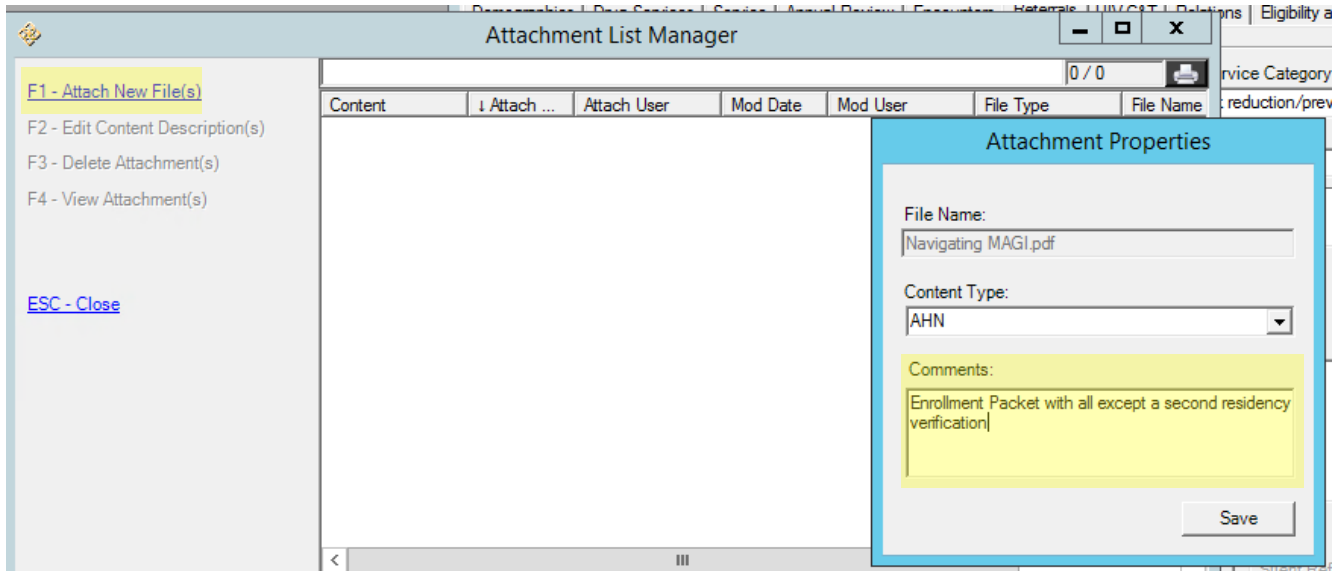 Referrals
Relations | Eligibility a
Attachment List Manager
X
0 / 0
rvice Category
F1 - Attach New File(s)
Content ↓ Attach ... Attach User Mod Date Mod User File Type File Name
reduction/prev
F2 - Edit Content Description(s)
Attachment Properties
F3 - Delete Attachment(s)
F4 - View Attachment(s)
File Name:
Navigating MAGI.pdf
Content Type:
ESC - Close
AHN
Comments:
Enrollment Packet with all except a second residency
verification
Save